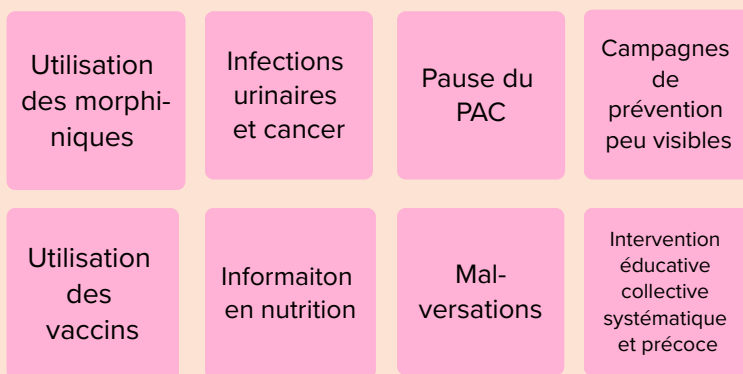 Utilisation
des morphi-
niques
Infections
urinaires
et cancer
Pause du
PAC
Campagnes
de
prévention
peu visibles
Utilisation
des
vaccins
Informaiton
en nutrition
Mal-
versations
Intervention
éducative
collective
systématique
et précoce